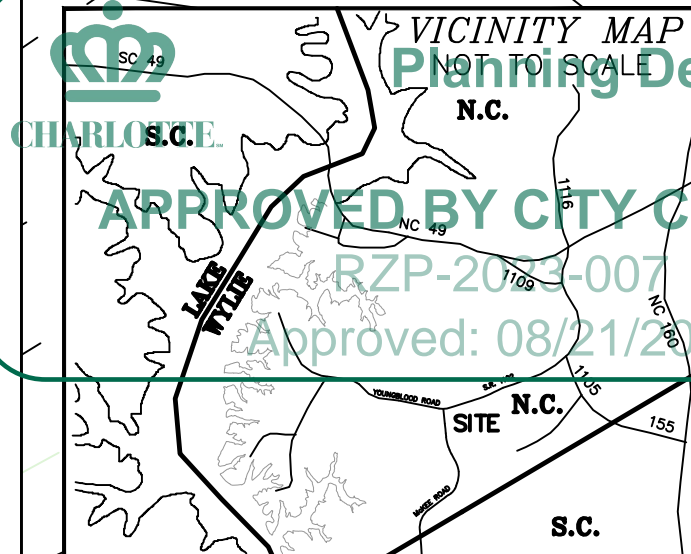 VICINITY MAP
NOT TO SCALE
Planning De
SC 49
N.C.
CHARLOTTE
S.C.
APPROVED BY CITY C
1116
NC 49
RZP-2023-007
1109
LAKE
WYLIE
NC 160
Approved: 08/21/20
1105
YOUNGBLOOD ROAD
N.C.
SITE
155
McKEE ROAD
S.C.